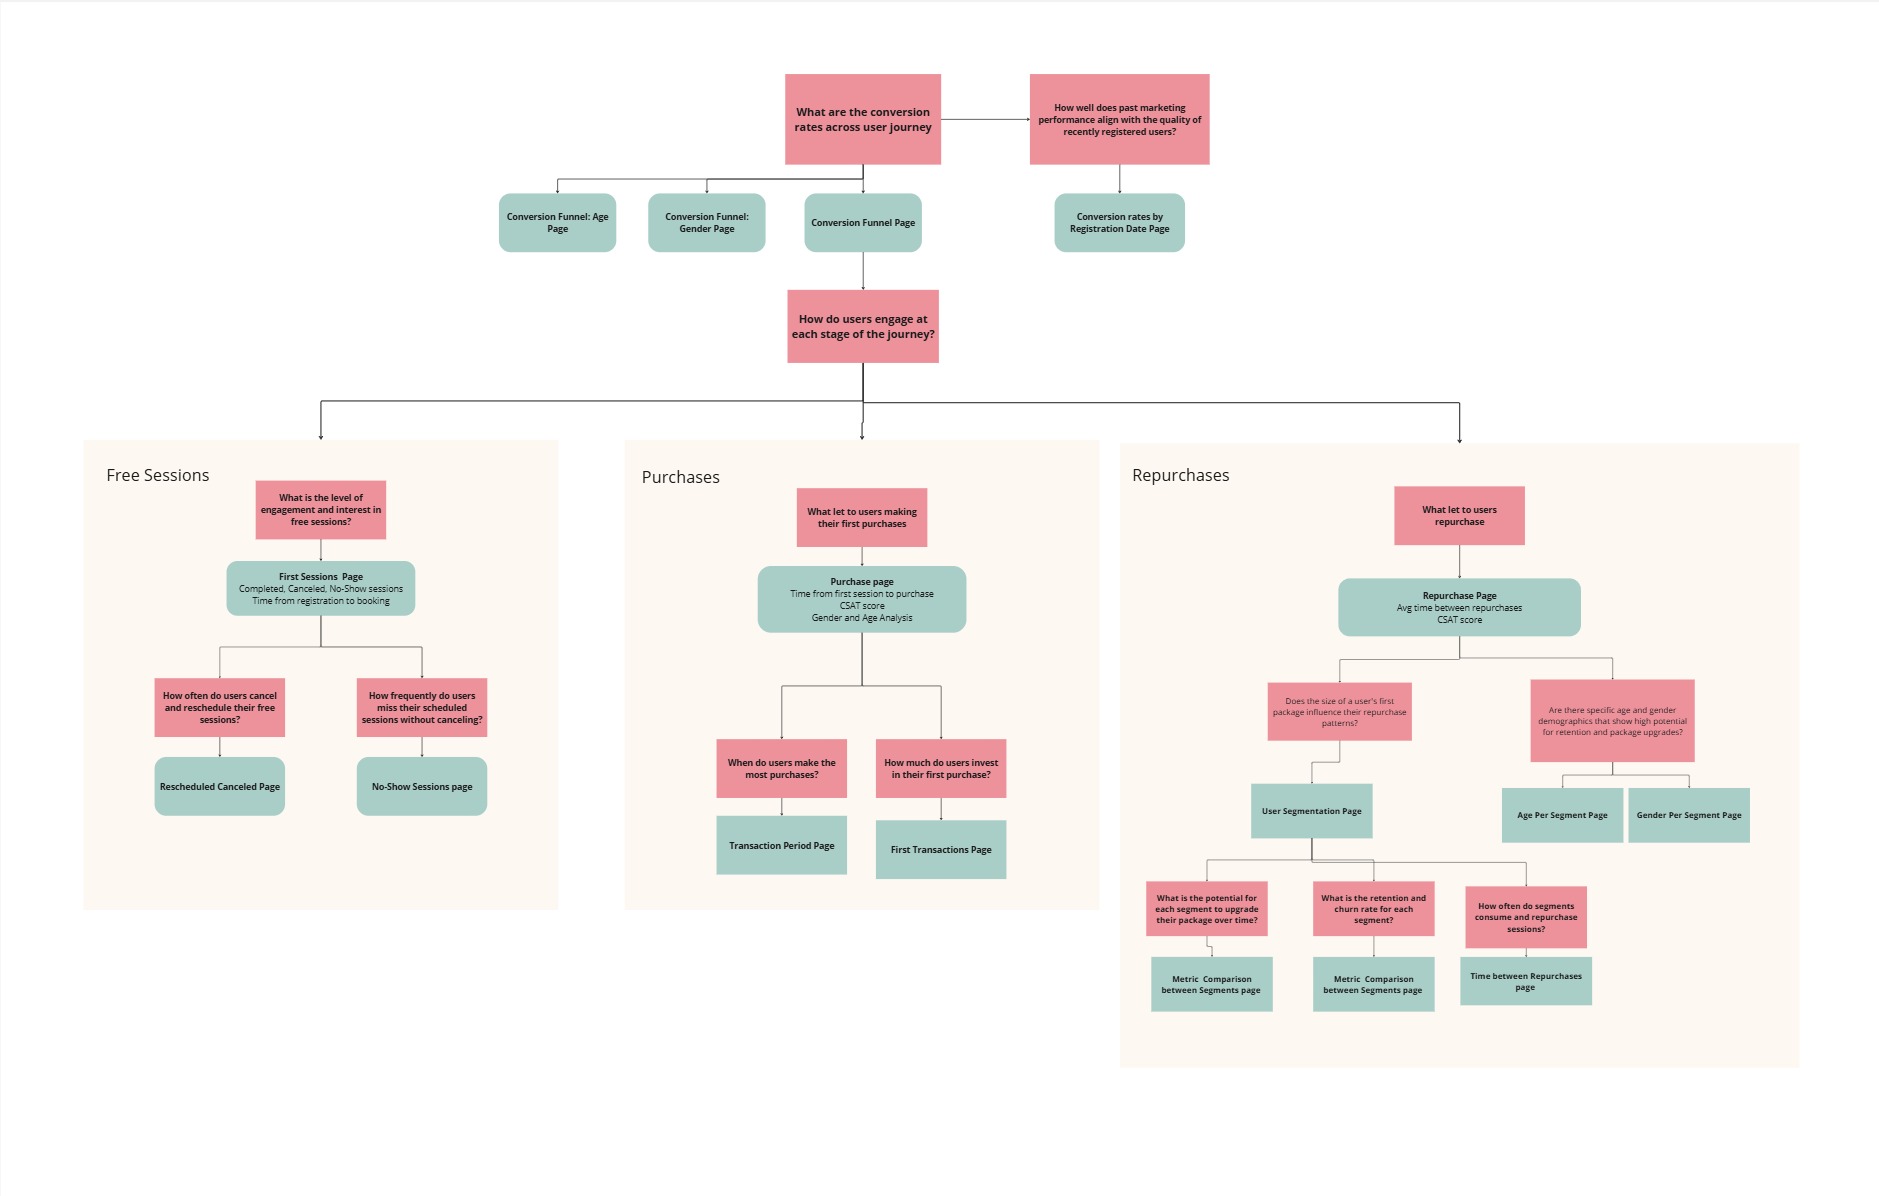 What are the conversion
rates across user journey
How well does past marketing
performance align with the quality of
recently registered users?
Conversion Funnel: Age
Page
Conversion Funnel:
Gender Page
Conversion Funnel Page
Conversion rates by
Registration Date Page
How do users engage at
each stage of the journey?
Free Sessions
What is the level of
engagement and interest in
free sessions?
First Sessions  Page
Completed, Canceled, No-Show sessions
Time from registration to booking
How often do users cancel
and reschedule their free
sessions?
How frequently do users
miss their scheduled
sessions without canceling?
Rescheduled Canceled Page
No-Show Sessions page
Purchases
What let to users making
their first purchases
Purchase page
Time from first session to purchase
CSAT score
Gender and Age Analysis
When do users make the
most purchases?
How much do users invest
in their first purchase?
Transaction Period Page
First Transactions Page
Repurchases
What let to users
repurchase
Repurchase Page
Avg time between repurchases
CSAT score
Does the size of a user's first
package influence their repurchase
patterns?
Are there specific age and gender
demographics that show high potential
for retention and package upgrades?
User Segmentation Page
Age Per Segment Page
Gender Per Segment Page
What is the potential for
each segment to upgrade
their package over time?
What is the retention and
churn rate for each
segment?
How often do segments
consume and repurchase
sessions?
Metric  Comparison
between Segments page
Metric  Comparison
between Segments page
Time between Repurchases
page